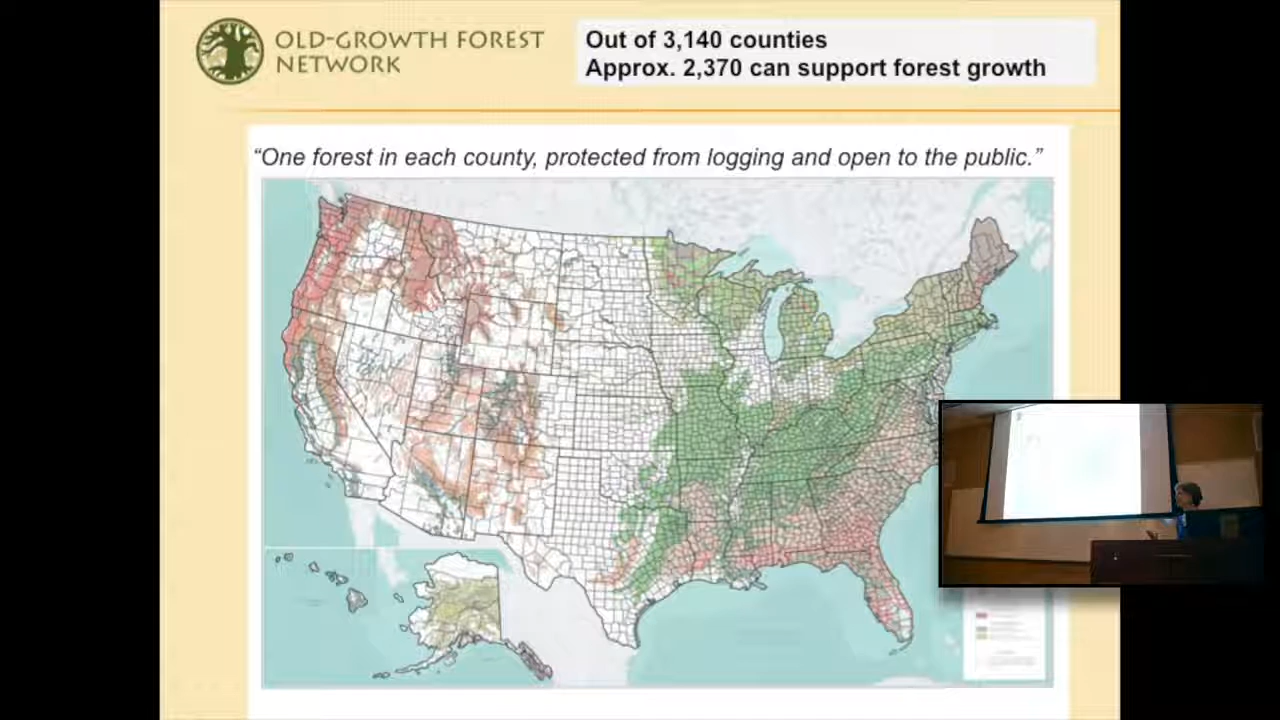 OLD-GROWTH FOREST
NETWORK
Out of 3,140 counties
Approx. 2,370 can support forest growth
“One forest in each county, protected from logging and open to the public.”